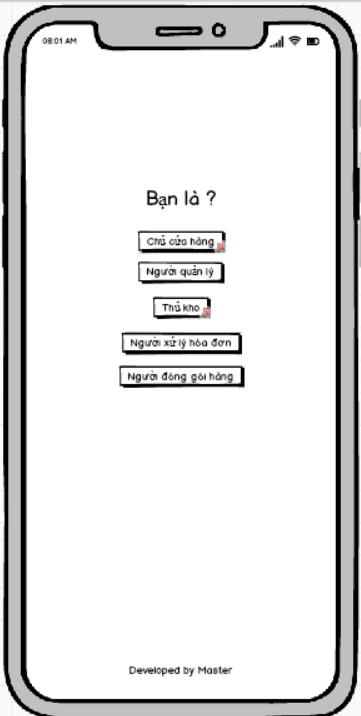 08:01 AM
Bạn là ?
Chủ cửa hàng
Người quản lý
Thủ kho
Người xử lý hóa đơn
Người đóng gói hàng
Developed by Master